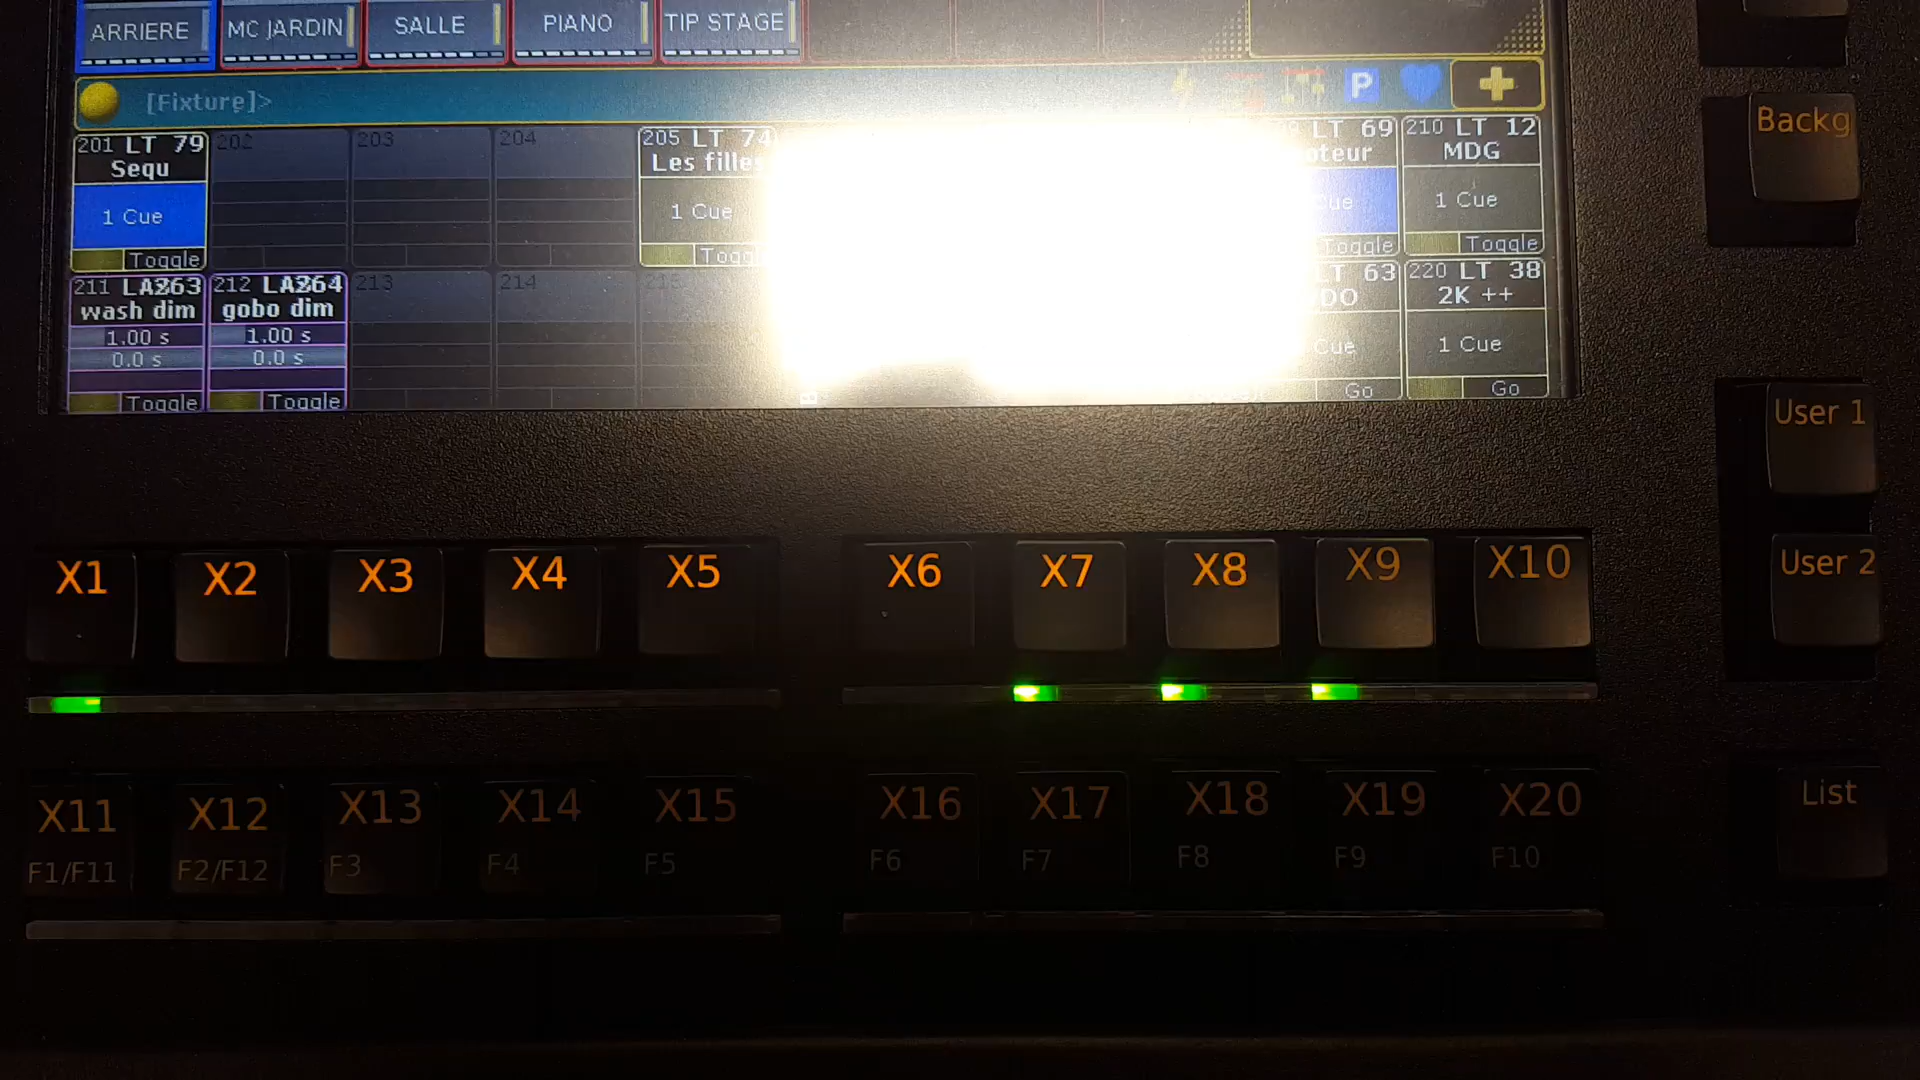 ARRIERE MC JARDIN SALLE PIANO TIP STAGE
[Fixture]> P
201 LT 79 202 203 204 205 LT 74 LT 69 210 LT 12
Sequ Les filles MDG
1 Cue 1 Cue 1 Cue
Toggle Toggle Toggle
211 212 213 214 215 LT 63 220 LT 38
wash dim gobo dim 2K ++
1.00 s 1.00 s
0.0 s 0.0 s Cue 1 Cue
Toggle Toggle Go Go
Backg
User 1
X1 X2 X3 X4 X5 X6 X7 X8 X9 X10 User 2
X11 X12 X13 X14 X15 X16 X17 X18 X19 X20 List
F1/F11 F2/F12 F3 F4 F5 F6 F7 F8 F9 F10